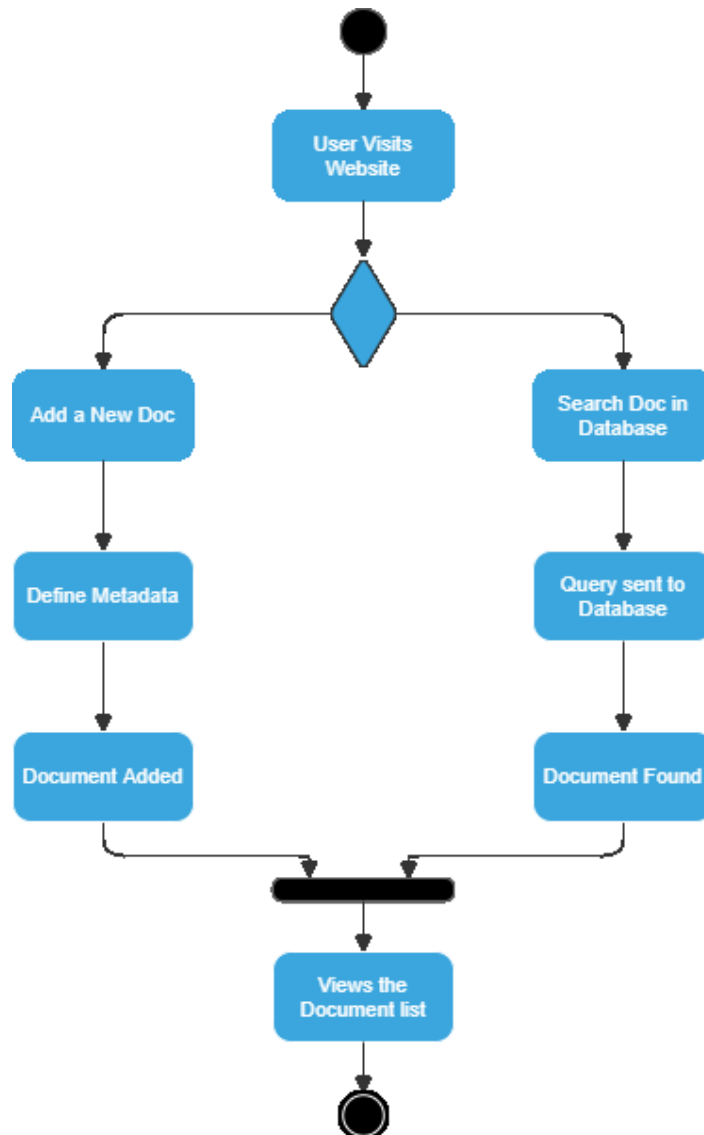 User Visits
Website
Add a New Doc
Search Doc in
Database
Define Metadata
Query sent to
Database
Document Added
Document Found
Views the
Document list